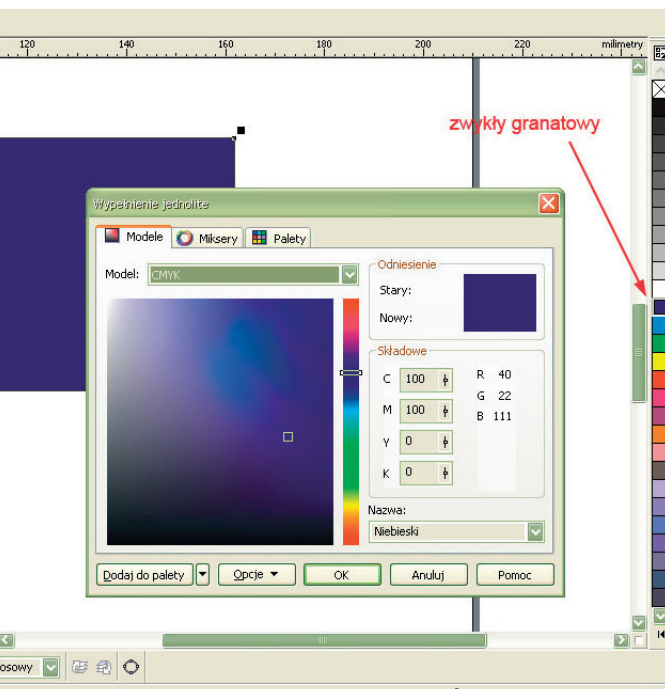 120 140 160 180 200 220 milimetry
zwykły granatowy
Wypełnienie jednolite
Modele Miksery Palety
Model: CMYK
Odniesienie
Stary:
Nowy:
Składowe
C 100 R 40
G 22
M 100 B 111
Y 0
K 0
Nazwa:
Niebieski
Dodaj do palety Opcje OK Anuluj Pomoc
osowy